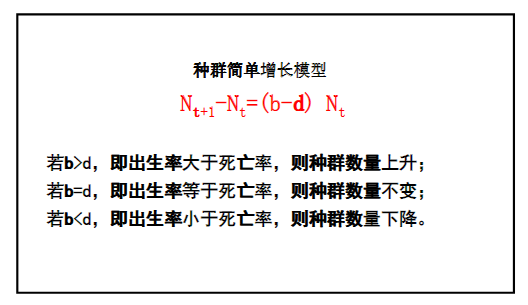 种群简单增长模型
Nt+1-Nt=(b-d) Nt
若b>d，即出生率大于死亡率，则种群数量上升；
若b=d，即出生率等于死亡率，则种群数量不变；
若b<d，即出生率小于死亡率，则种群数量下降。